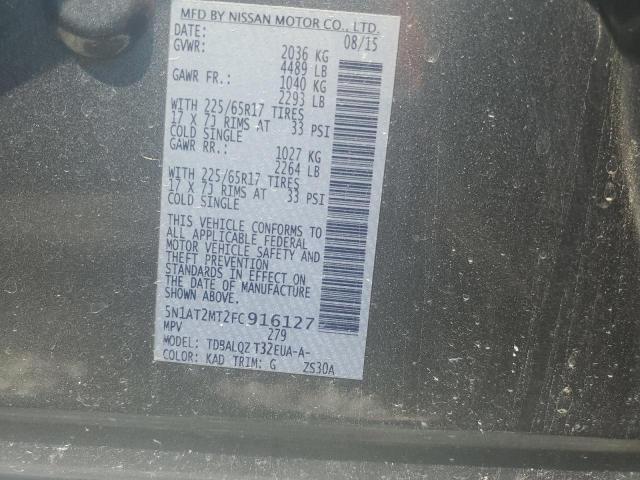 MFD BY NISSAN MOTOR CO., LTD.
DATE: 08/15
GVWR: 2036 KG
4489 LB
GAWR FR.: 1040 KG
2293 LB
WITH 225/65R17 TIRES
17 X 7J RIMS AT 33 PSI
COLD SINGLE
GAWR RR.: 1027 KG
2264 LB
WITH 225/65R17 TIRES
17 X 7J RIMS AT 33 PSI
COLD SINGLE
THIS VEHICLE CONFORMS TO
ALL APPLICABLE FEDERAL
MOTOR VEHICLE SAFETY AND
THEFT PREVENTION
STANDARDS IN EFFECT ON
THE DATE OF MANUFACTURE
SHOWN ABOVE.
5N1AT2MT2FC916127
MPV 279
MODEL: TDBALQZ T32EUA-A-
COLOR: KAD TRIM: G ZS30A